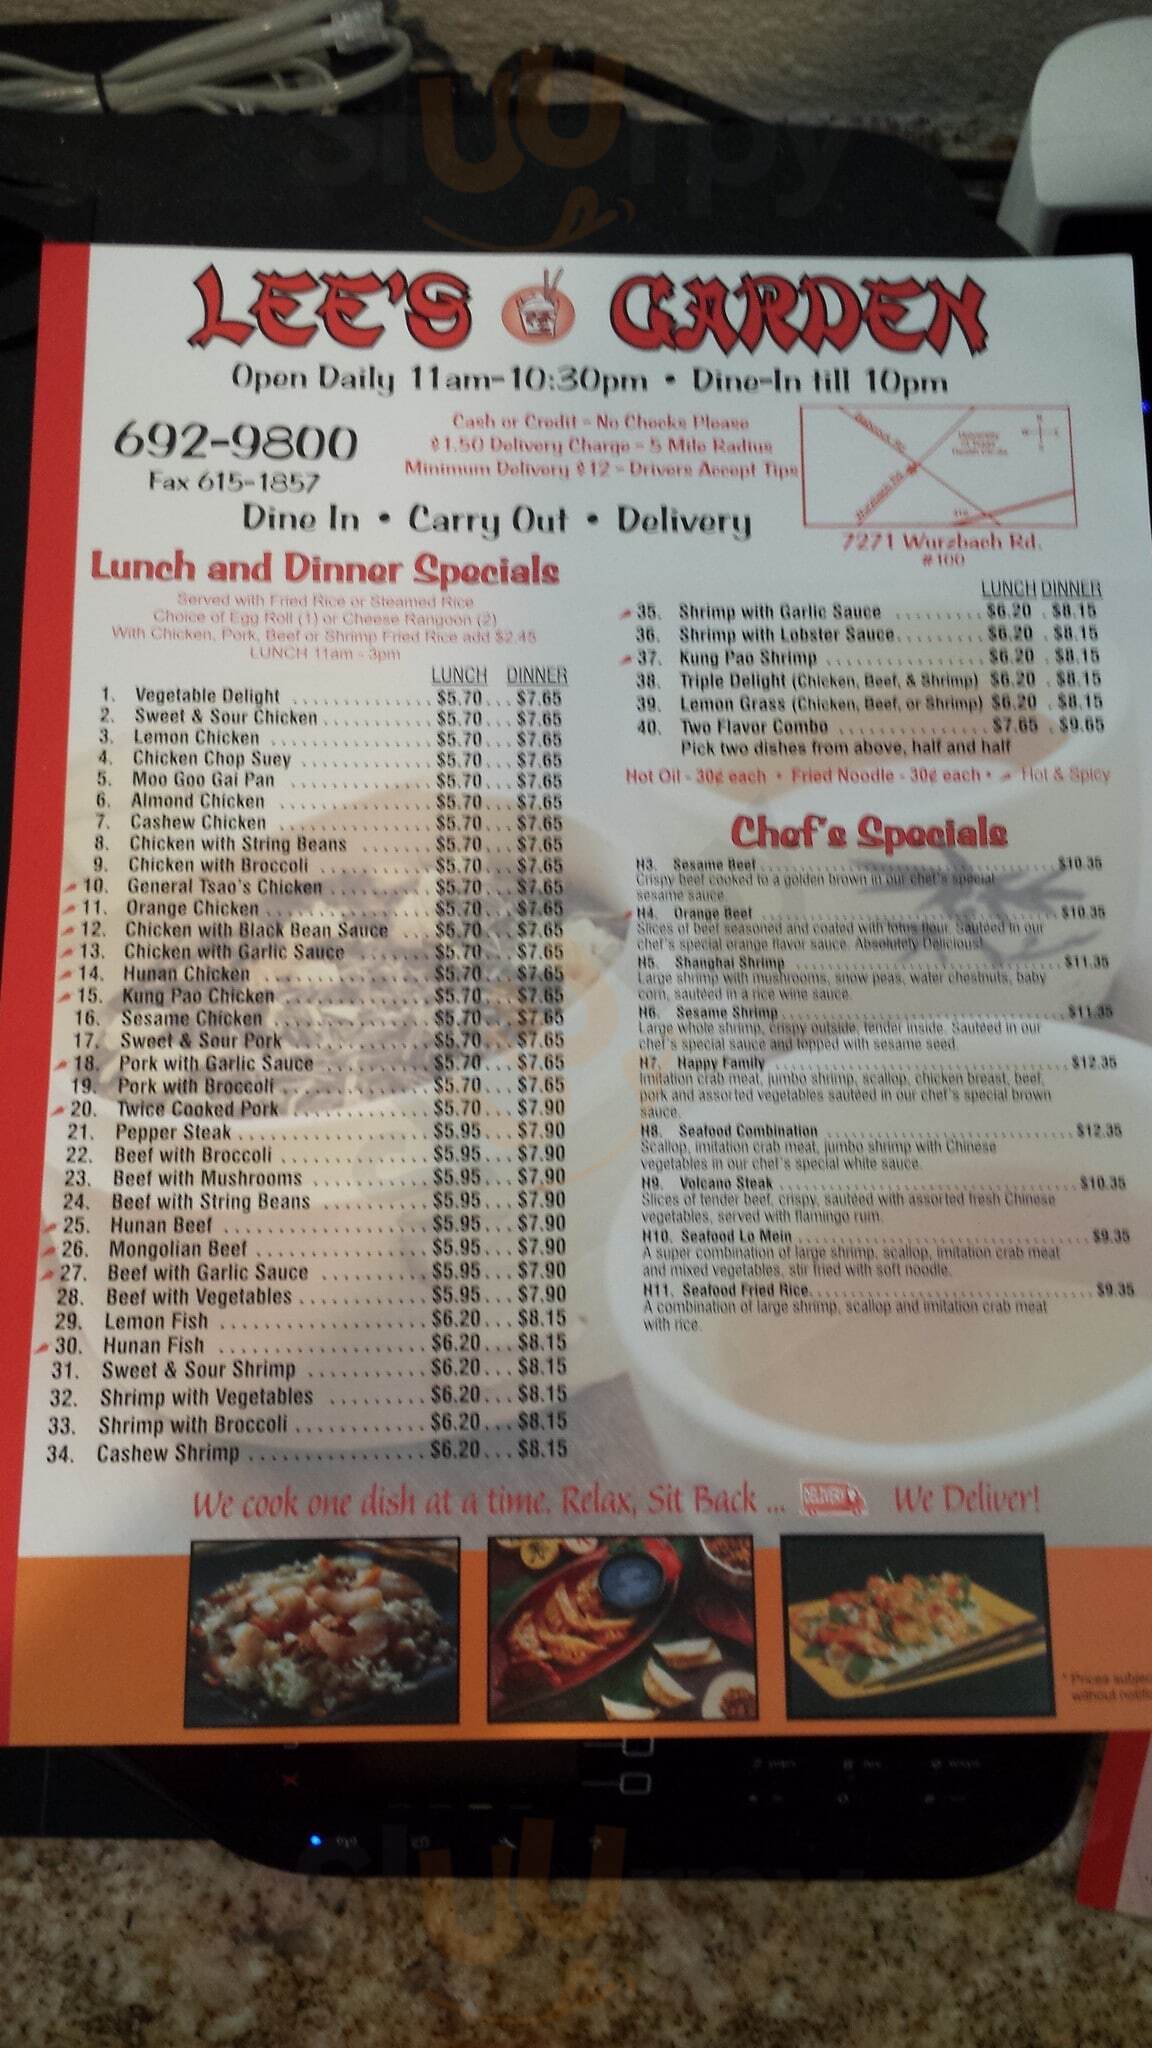 Sluurpy
LEE'S GARDEN
Open Daily 11am-10:30pm • Dine-In till 10pm
692-9800
Fax 615-1857
Cash or Credit - No Checks Please
$1.50 Delivery Charge - 5 Mile Radius
Minimum Delivery $12 - Drivers Accept Tips
Dine In • Carry Out • Delivery
7271 Wurzbach Rd.
#100
Lunch and Dinner Specials
Served with Fried Rice or Steamed Rice
Choice of Egg Roll (1) or Cheese Rangoon (2)
With Chicken, Pork, Beef or Shrimp Fried Rice add $2.45
LUNCH 11am - 3pm
LUNCH DINNER
1. Vegetable Delight $5.70 $7.65
2. Sweet & Sour Chicken $5.70 $7.65
3. Lemon Chicken $5.70 $7.65
4. Chicken Chop Suey $5.70 $7.65
5. Moo Goo Gai Pan $5.70 $7.65
6. Almond Chicken $5.70 $7.65
7. Cashew Chicken $5.70 $7.65
8. Chicken with String Beans $5.70 $7.65
9. Chicken with Broccoli $5.70 $7.65
10. General Tsao's Chicken $5.70 $7.65
11. Orange Chicken $5.70 $7.65
12. Chicken with Black Bean Sauce $5.70 $7.65
13. Chicken with Garlic Sauce $5.70 $7.65
14. Hunan Chicken $5.70 $7.65
15. Kung Pao Chicken $5.70 $7.65
16. Sesame Chicken $5.70 $7.65
17. Sweet & Sour Pork $5.70 $7.65
18. Pork with Garlic Sauce $5.70 $7.65
19. Pork with Broccoli $5.70 $7.65
20. Twice Cooked Pork $5.70 $7.90
21. Pepper Steak $5.95 $7.90
22. Beef with Broccoli $5.95 $7.90
23. Beef with Mushrooms $5.95 $7.90
24. Beef with String Beans $5.95 $7.90
25. Hunan Beef $5.95 $7.90
26. Mongolian Beef $5.95 $7.90
27. Beef with Garlic Sauce $5.95 $7.90
28. Beef with Vegetables $5.95 $7.90
29. Lemon Fish $6.20 $8.15
30. Hunan Fish $6.20 $8.15
31. Sweet & Sour Shrimp $6.20 $8.15
32. Shrimp with Vegetables $6.20 $8.15
33. Shrimp with Broccoli $6.20 $8.15
34. Cashew Shrimp $6.20 $8.15
LUNCH DINNER
35. Shrimp with Garlic Sauce $6.20 $8.15
36. Shrimp with Lobster Sauce $6.20 $8.15
37. Kung Pao Shrimp $6.20 $8.15
38. Triple Delight (Chicken, Beef, & Shrimp) $6.20 $8.15
39. Lemon Grass (Chicken, Beef, or Shrimp) $6.20 $8.15
40. Two Flavor Combo $7.65 $9.65
Pick two dishes from above, half and half
Hot Oil - 30¢ each • Fried Noodle - 30¢ each • Hot & Spicy
Chef's Specials
H3. Sesame Beef $10.35
Crispy beef cooked to a golden brown in our chef's special
sesame sauce.
H4. Orange Beef $10.35
Slices of beef seasoned and coated with lotus flour. Sautéed in our
chef's special orange flavor sauce. Absolutely Delicious!
H5. Shanghai Shrimp $11.35
Large shrimp with mushrooms, snow peas, water chestnuts, baby
corn, sautéed in a rice wine sauce.
H6. Sesame Shrimp $11.35
Large whole shrimp, crispy outside, tender inside. Sautéed in our
chef's special sauce and topped with sesame seed.
H7. Happy Family $12.35
Imitation crab meat, jumbo shrimp, scallop, chicken breast, beef,
pork and assorted vegetables sautéed in our chef's special brown
sauce.
H8. Seafood Combination $12.35
Scallop, imitation crab meat, jumbo shrimp with Chinese
vegetables in our chef's special white sauce.
H9. Volcano Steak $10.35
Slices of tender beef, crispy, sautéed with assorted fresh Chinese
vegetables, served with flamingo rum.
H10. Seafood Lo Mein $9.35
A super combination of large shrimp, scallop, imitation crab meat
and mixed vegetables, stir fried with soft noodle.
H11. Seafood Fried Rice $9.35
A combination of large shrimp, scallop and imitation crab meat
with rice.
We cook one dish at a time. Relax, Sit Back ... DELIVERY We Deliver!
* Prices subject
without